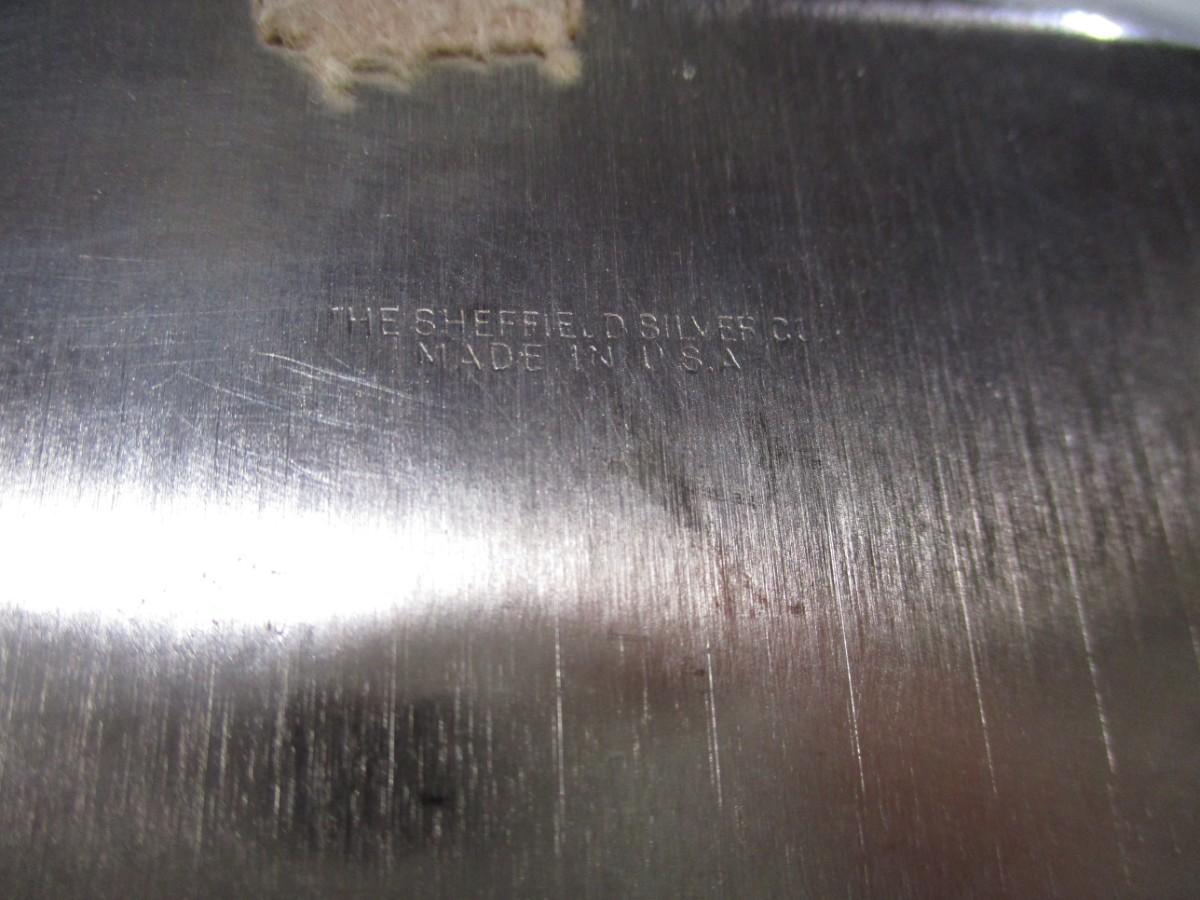 THE SHEFFIELD SILVER CO.
MADE IN U.S.A